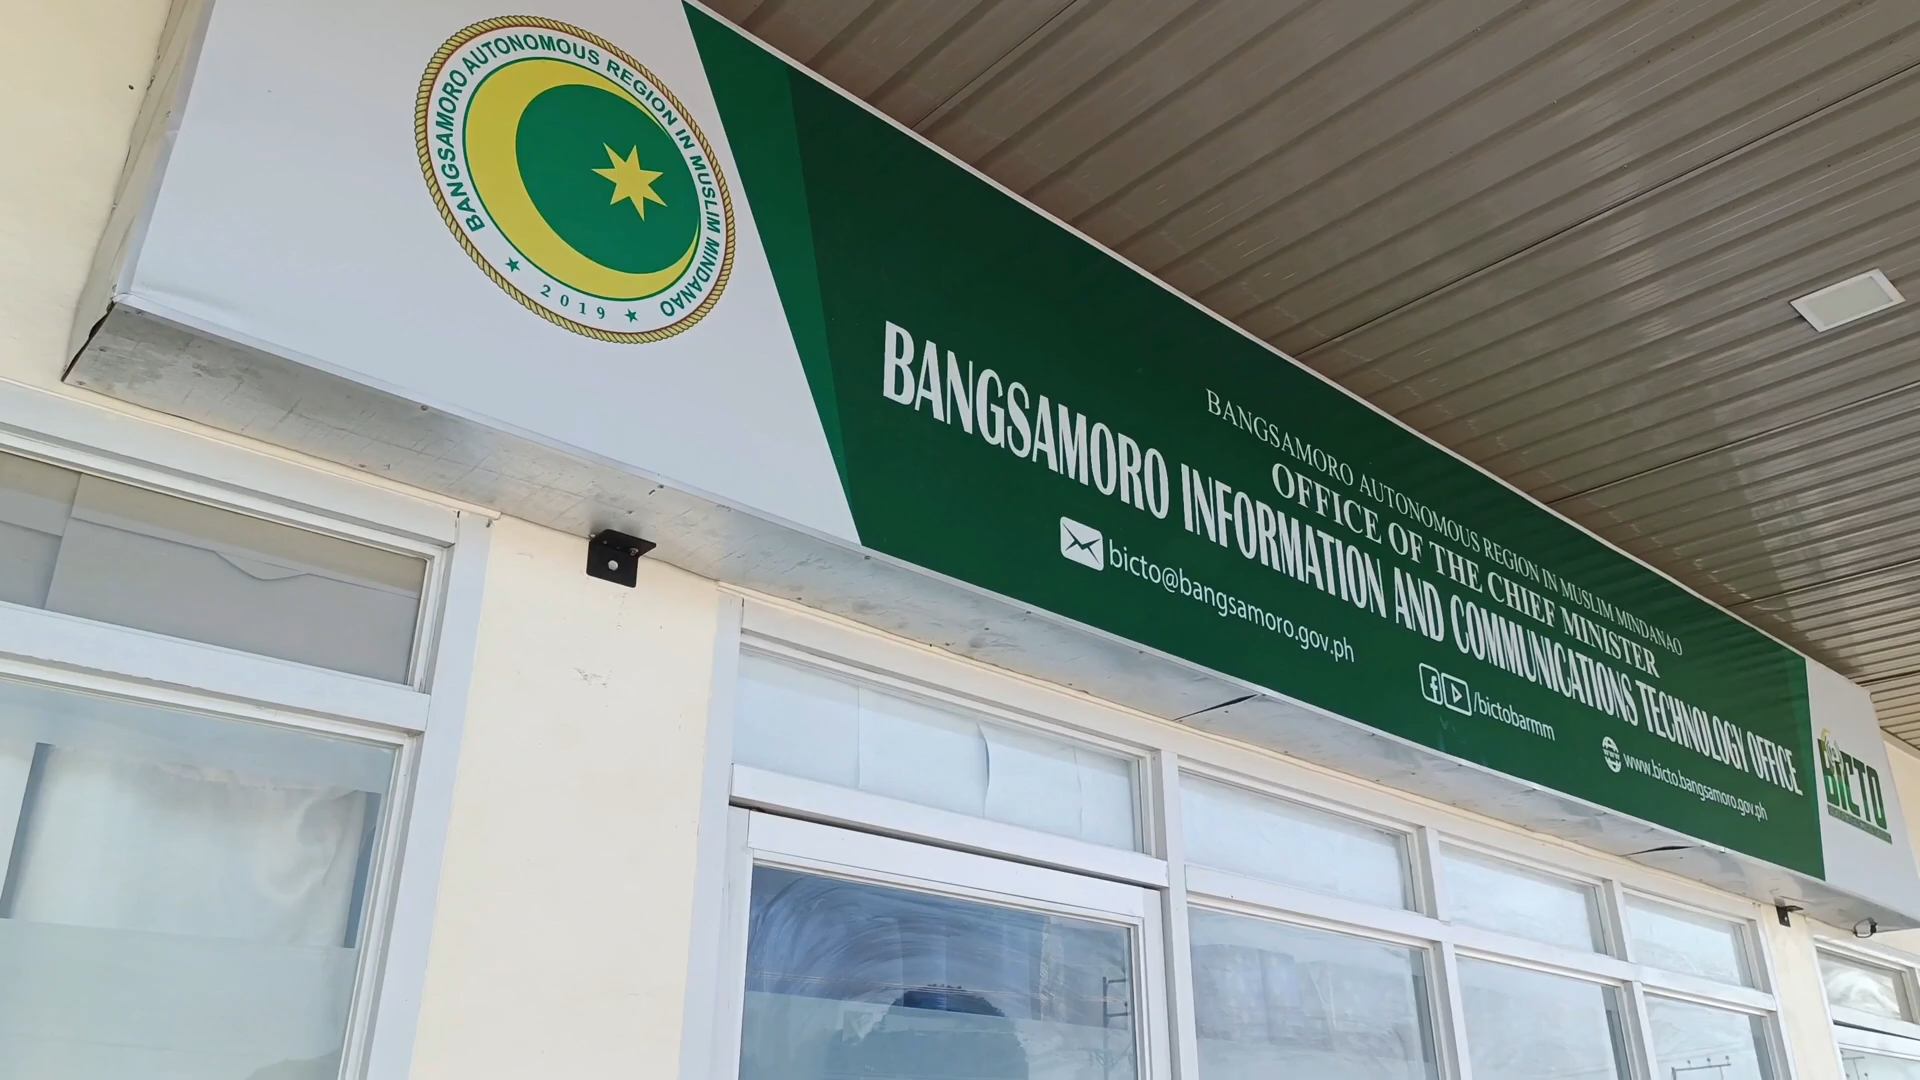 BANGSAMORO AUTONOMOUS REGION IN MUSLIM MINDANAO
2019
BANGSAMORO AUTONOMOUS REGION IN MUSLIM MINDANAO
OFFICE OF THE CHIEF MINISTER
BANGSAMORO INFORMATION AND COMMUNICATIONS TECHNOLOGY OFFICE
bicto@bangsamoro.gov.ph
/bictobarmm
www.bicto.bangsamoro.gov.ph
BICTO